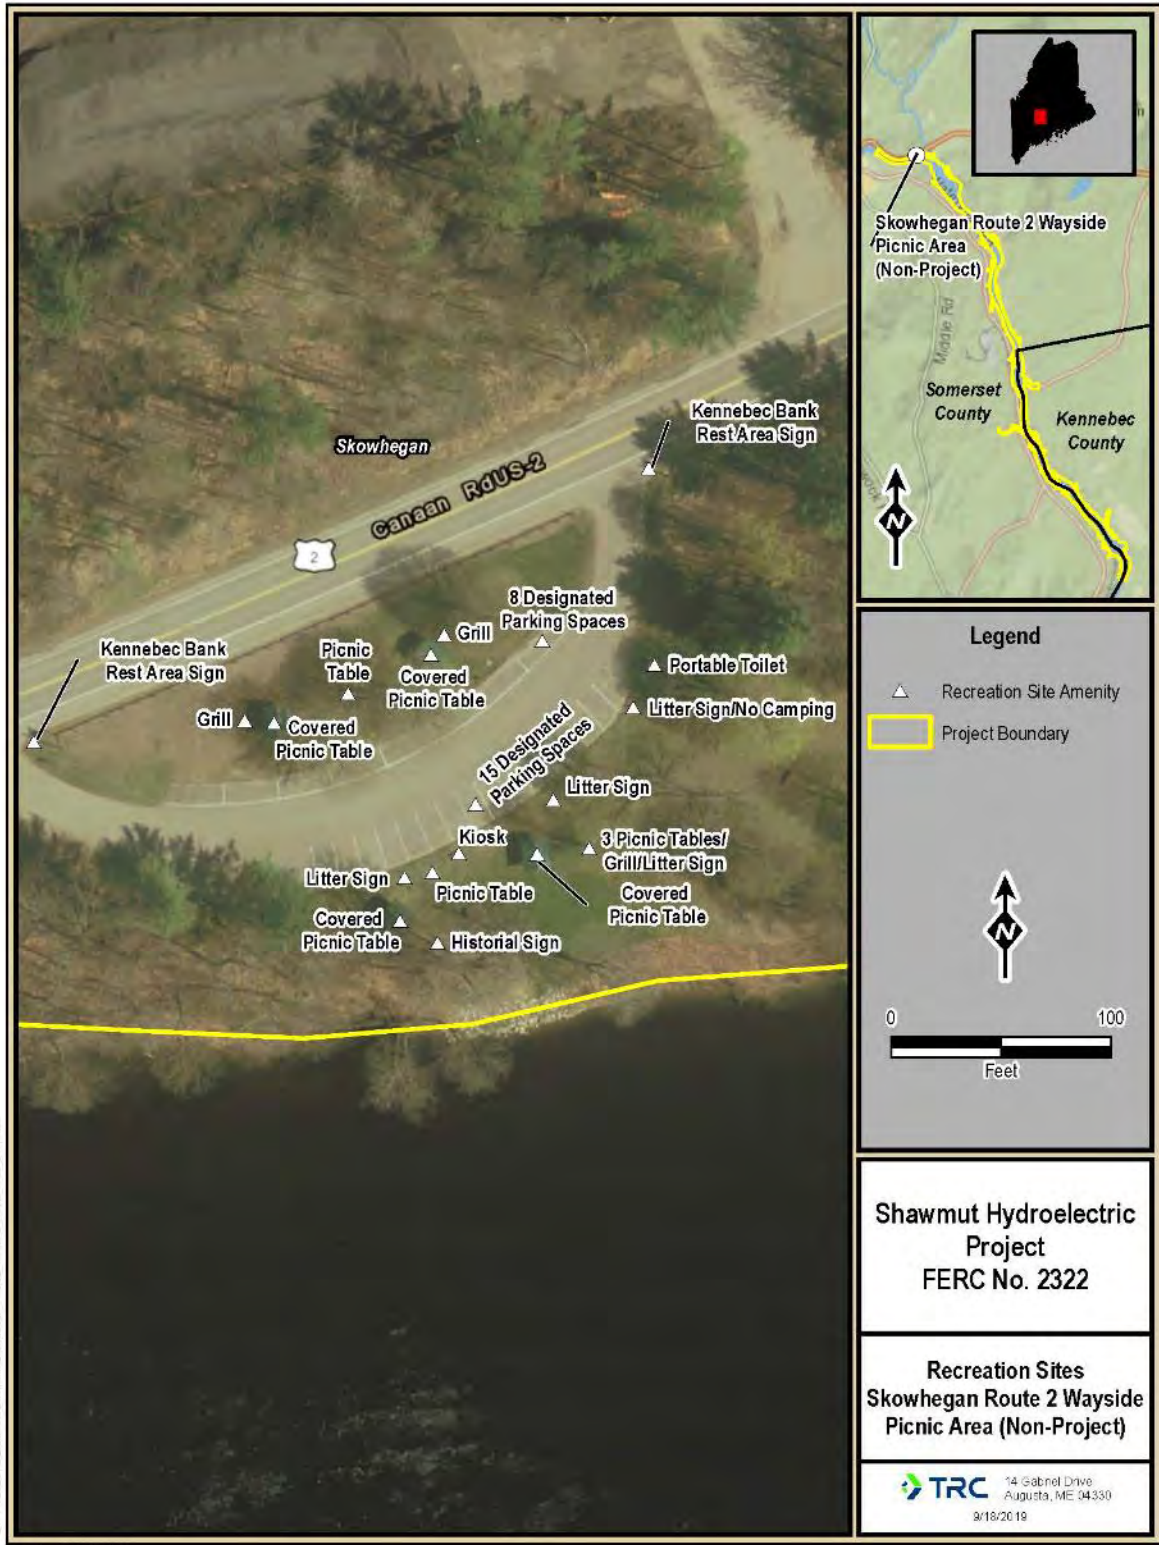 Skowhegan
Canaan RdUS-2
2
Kennebec Bank
Rest Area Sign
Kennebec Bank
Rest Area Sign
8 Designated
Parking Spaces
Grill
Covered
Picnic Table
Picnic
Table
Grill
Covered
Picnic Table
Portable Toilet
Litter Sign/No Camping
15 Designated
Parking Spaces
Litter Sign
Kiosk
3 Picnic Tables/
Grill/Litter Sign
Litter Sign
Picnic Table
Covered
Picnic Table
Covered
Picnic Table
Historial Sign
Skowhegan Route 2 Wayside
Picnic Area
(Non-Project)
Middle Rd
Somerset
County
Kennebec
County
N
Legend
Recreation Site Amenity
Project Boundary
N
0 100
Feet
Shawmut Hydroelectric
Project
FERC No. 2322
Recreation Sites
Skowhegan Route 2 Wayside
Picnic Area (Non-Project)
TRC
14 Gabriel Drive
Augusta, ME 04330
9/18/2019